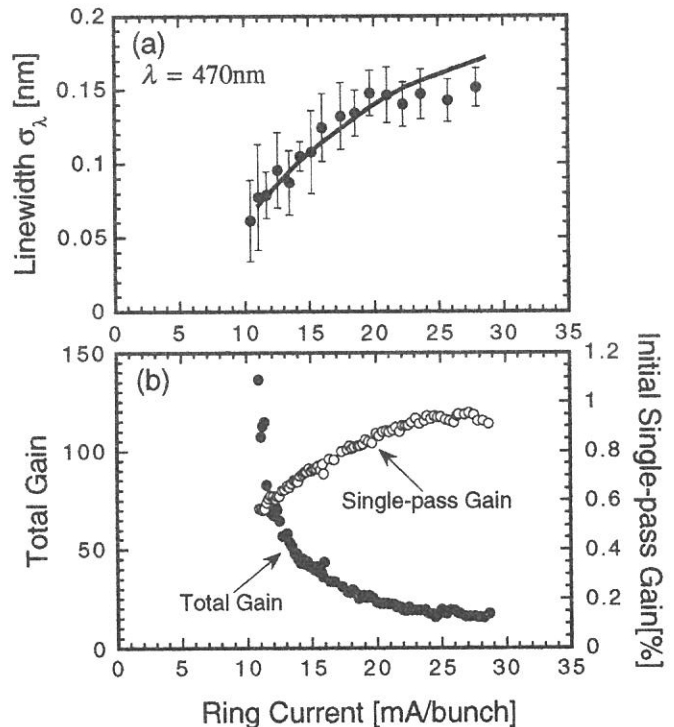 0.2
(a)
λ = 470nm
0.15
0.1
0.05
0
Linewidth σλ [nm]
0 5 10 15 20 25 30 35
150
(b)
100
50
0
Total Gain
Single-pass Gain
Total Gain
1.2
1
0.8
0.6
0.4
0.2
0
Initial Single-pass Gain[%]
0 5 10 15 20 25 30 35
Ring Current [mA/bunch]